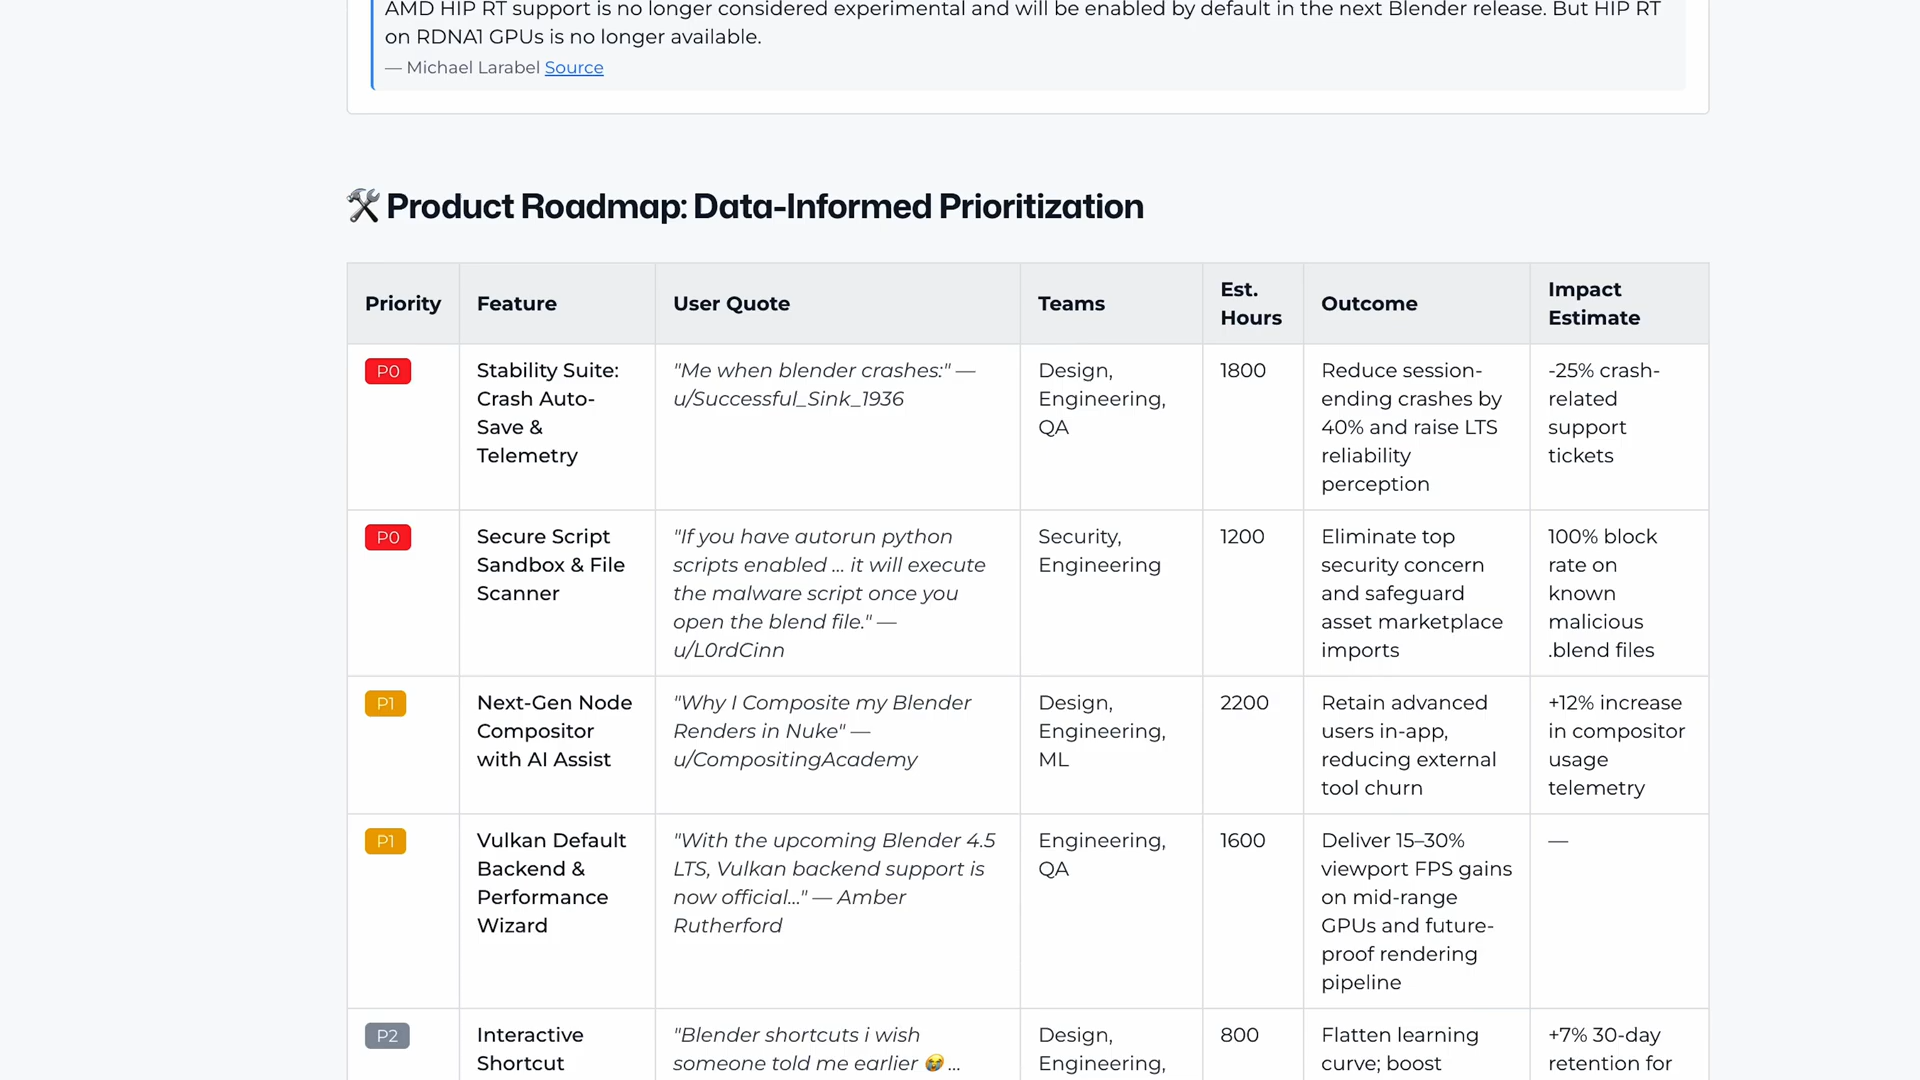 AMD HIP RT support is no longer considered experimental and will be enabled by default in the next Blender release. But HIP RT
on RDNA1 GPUs is no longer available.
— Michael Larabel Source
🛠️ Product Roadmap: Data-Informed Prioritization
Priority
Feature
User Quote
Teams
Est.
Hours
Outcome
Impact
Estimate
P0
Stability Suite:
Crash Auto-
Save &
Telemetry
"Me when blender crashes:" —
u/Successful_Sink_1936
Design,
Engineering,
QA
1800
Reduce session-
ending crashes by
40% and raise LTS
reliability
perception
-25% crash-
related
support
tickets
P0
Secure Script
Sandbox & File
Scanner
"If you have autorun python
scripts enabled ... it will execute
the malware script once you
open the blend file." —
u/L0rdCinn
Security,
Engineering
1200
Eliminate top
security concern
and safeguard
asset marketplace
imports
100% block
rate on
known
malicious
.blend files
P1
Next-Gen Node
Compositor
with AI Assist
"Why I Composite my Blender
Renders in Nuke" —
u/CompositingAcademy
Design,
Engineering,
ML
2200
Retain advanced
users in-app,
reducing external
tool churn
+12% increase
in compositor
usage
telemetry
P1
Vulkan Default
Backend &
Performance
Wizard
"With the upcoming Blender 4.5
LTS, Vulkan backend support is
now official..." — Amber
Rutherford
Engineering,
QA
1600
Deliver 15–30%
viewport FPS gains
on mid-range
GPUs and future-
proof rendering
pipeline
—
P2
Interactive
Shortcut
"Blender shortcuts i wish
someone told me earlier 😭 ...
Design,
Engineering,
800
Flatten learning
curve; boost
+7% 30-day
retention for